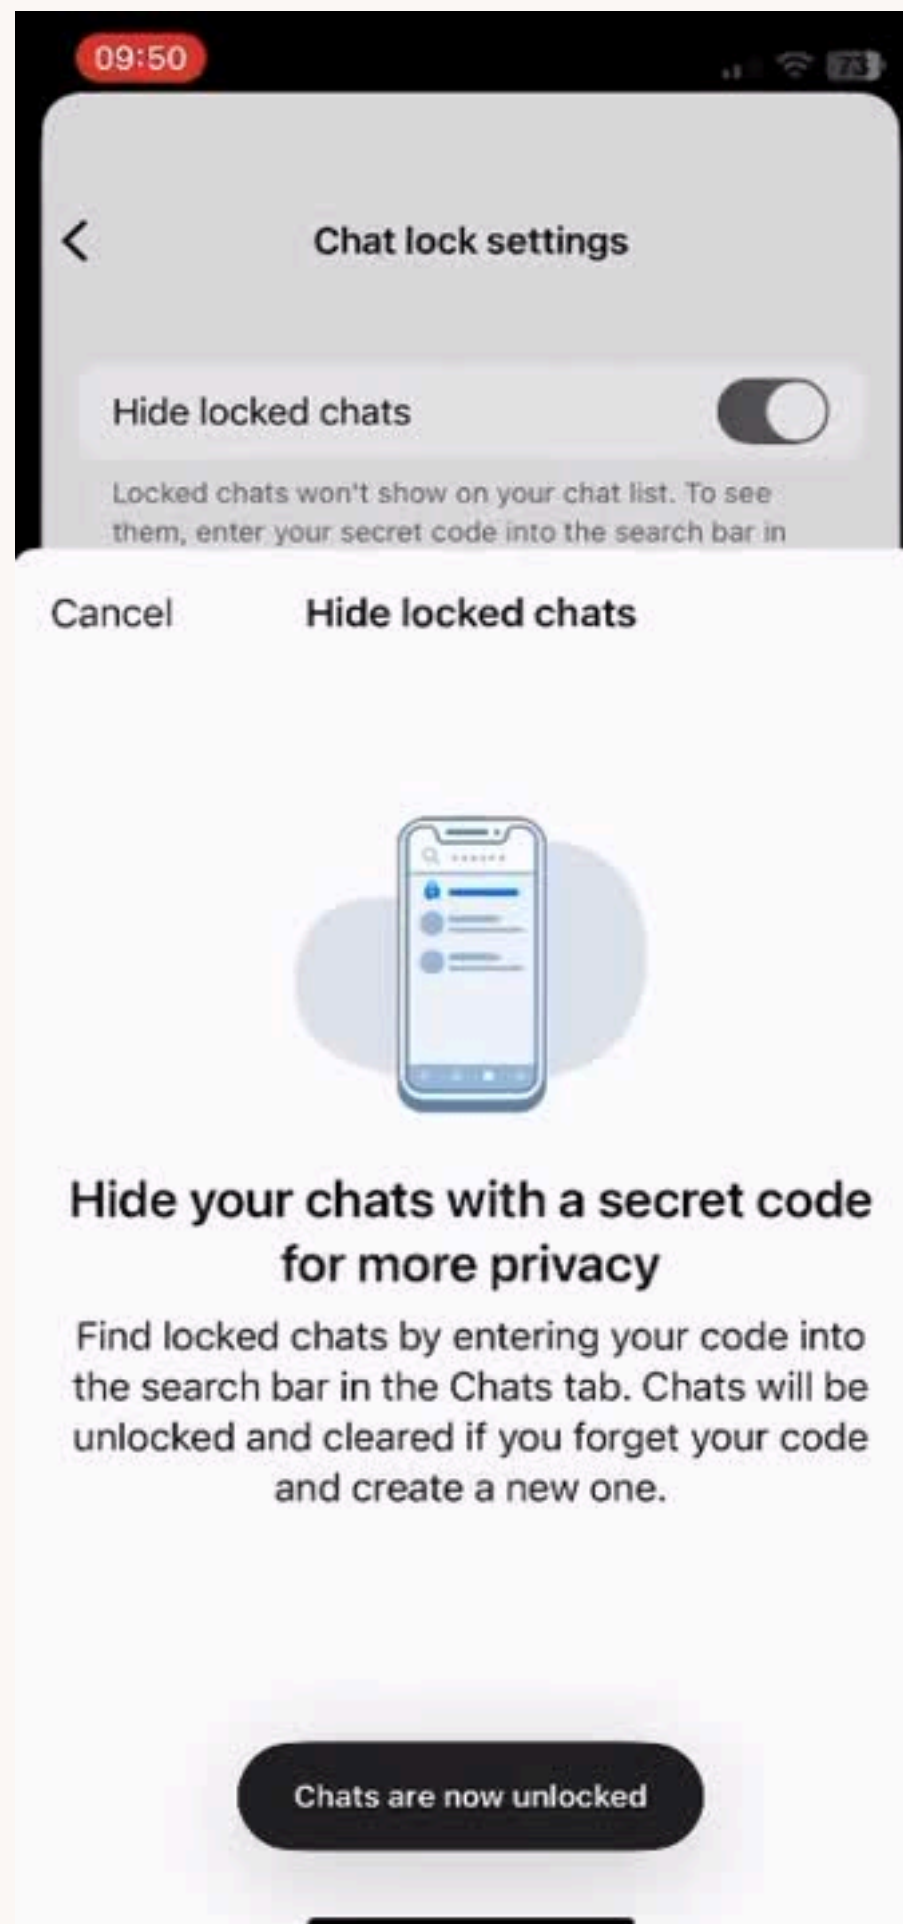 09:50
Chat lock settings
Hide locked chats
Locked chats won't show on your chat list. To see
them, enter your secret code into the search bar in
Cancel
Hide locked chats
Hide your chats with a secret code
for more privacy
Find locked chats by entering your code into
the search bar in the Chats tab. Chats will be
unlocked and cleared if you forget your code
and create a new one.
Chats are now unlocked